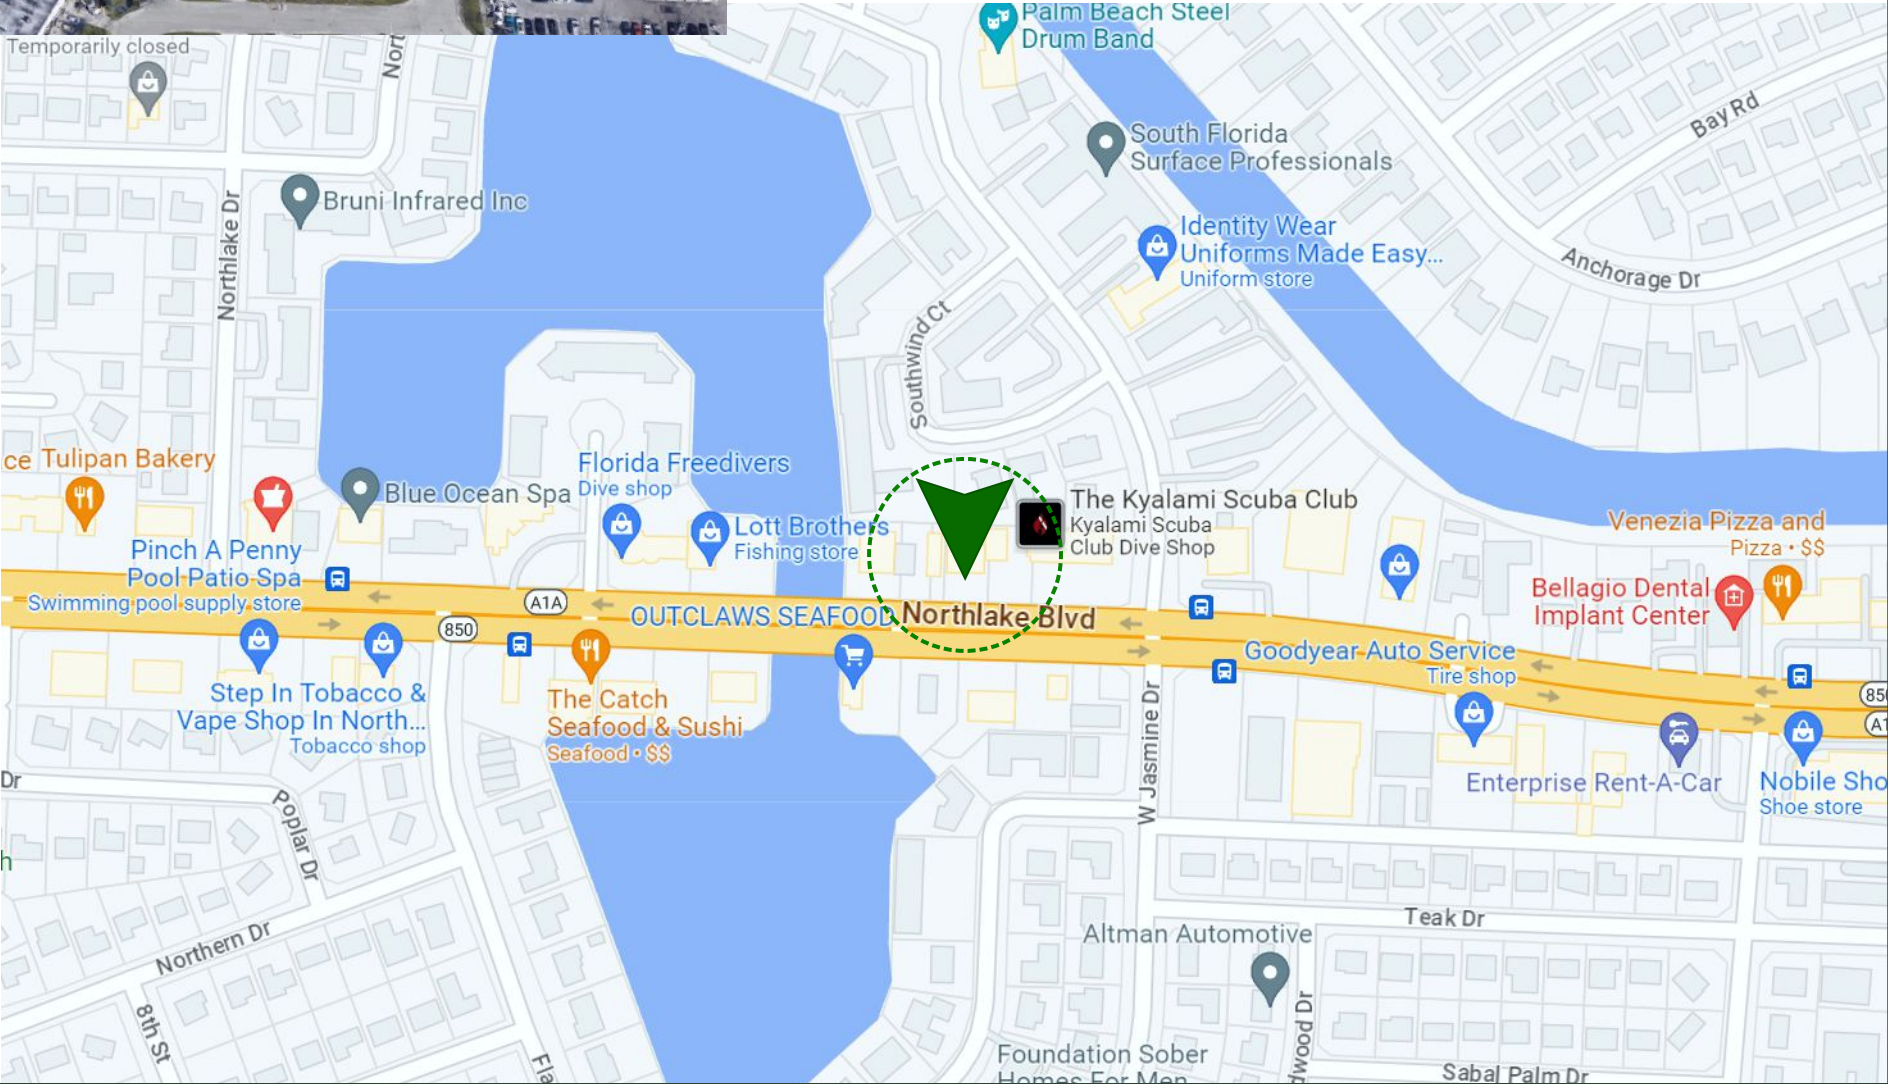 Palm Beach Steel
Drum Band
Temporarily closed
Bay Rd
South Florida
Surface Professionals
Bruni Infrared Inc
Northlake Dr
Identity Wear
Uniforms Made Easy...
Uniform store
Anchorage Dr
Southwind Ct
Tulipan Bakery
Florida Freedivers
Dive shop
Blue Ocean Spa
The Kyalami Scuba Club
Kyalami Scuba
Club Dive Shop
Lott Brothers
Fishing store
Venezia Pizza and
Pizza • $$
Pinch A Penny
Pool Patio Spa
Swimming pool supply store
Bellagio Dental
Implant Center
A1A
850
OUTCLAWS SEAFOOD
Northlake Blvd
Goodyear Auto Service
Tire shop
Step In Tobacco &
Vape Shop In North...
Tobacco shop
The Catch
Seafood & Sushi
Seafood • $$
W Jasmine Dr
Enterprise Rent-A-Car
Nobile Sho
Shoe store
Dr
Poplar Dr
Teak Dr
Northern Dr
Altman Automotive
8th St
Foundation Sober
Homes For Men
Sabal Palm Dr